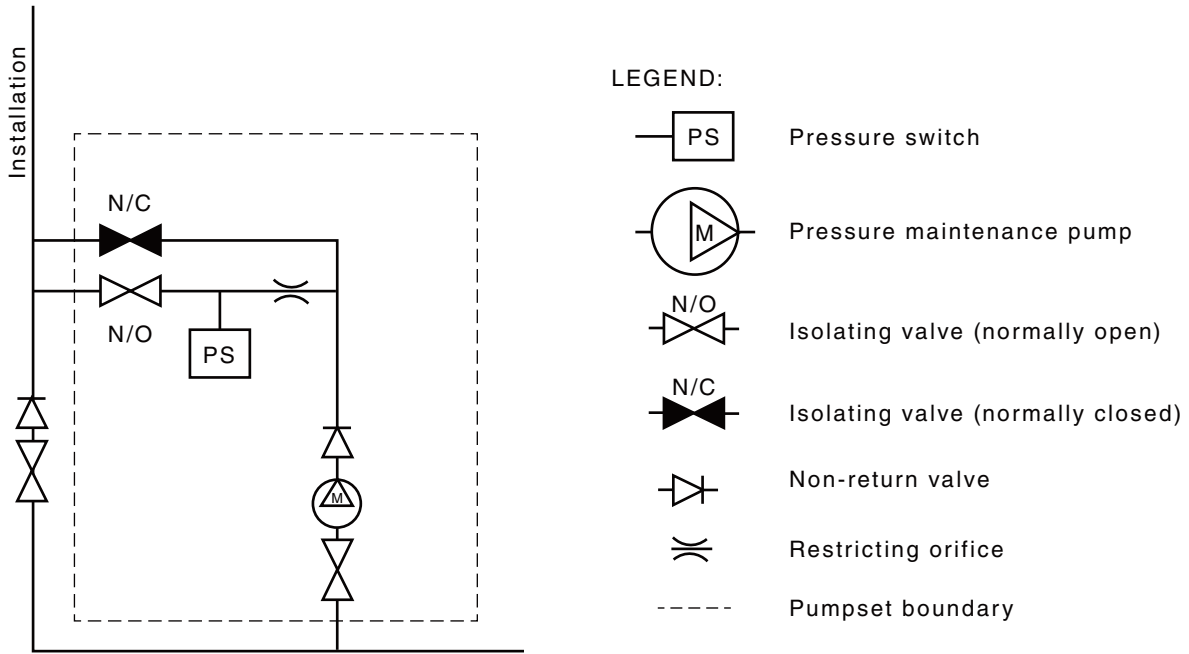 Installation
N/C
N/O
PS
M
LEGEND:
PS Pressure switch
M Pressure maintenance pump
N/O
Isolating valve (normally open)
N/C
Isolating valve (normally closed)
Non-return valve
Restricting orifice
Pumpset boundary